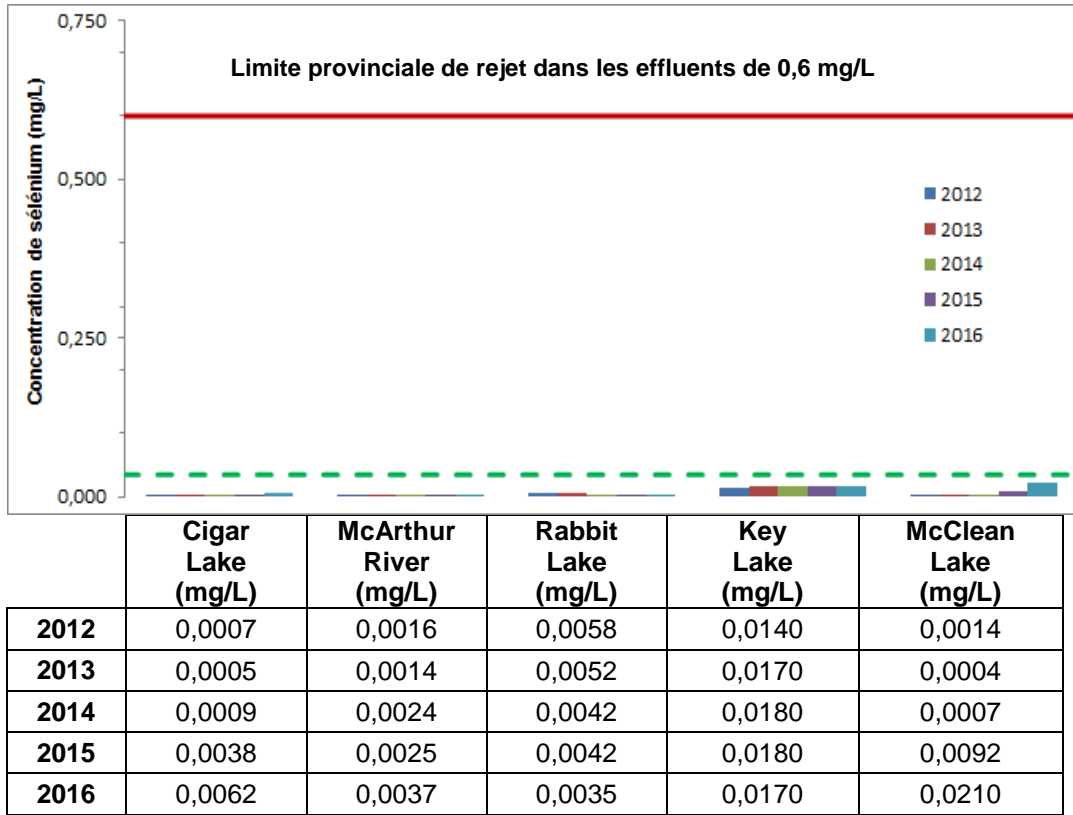 0,750
Limite provinciale de rejet dans les effluents de 0,6 mg/L
Concentration de sélénium (mg/L)
0,500
2012
2013
2014
0,250
2015
2016
0,000
Cigar Lake (mg/L) McArthur River (mg/L) Rabbit Lake (mg/L) Key Lake (mg/L) McClean Lake (mg/L)
2012 0,0007 0,0016 0,0058 0,0140 0,0014
2013 0,0005 0,0014 0,0052 0,0170 0,0004
2014 0,0009 0,0024 0,0042 0,0180 0,0007
2015 0,0038 0,0025 0,0042 0,0180 0,0092
2016 0,0062 0,0037 0,0035 0,0170 0,0210